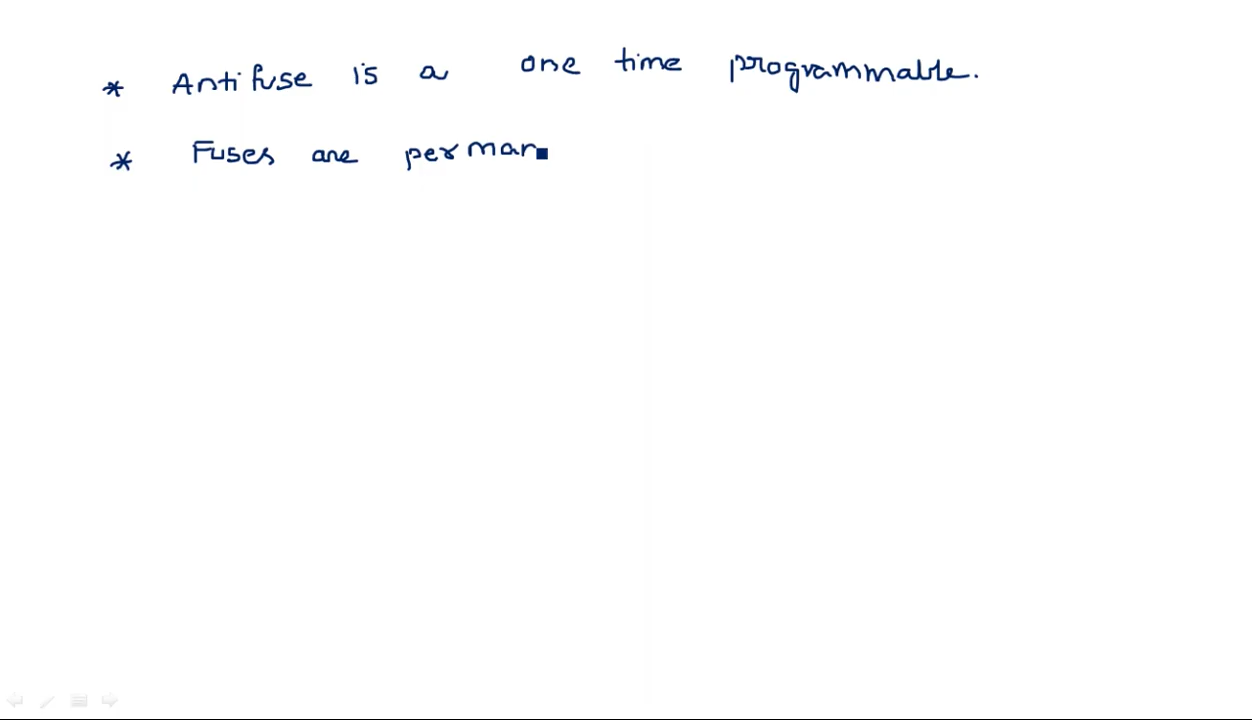 * Antifuse is a one time programmable.
* Fuses are perman